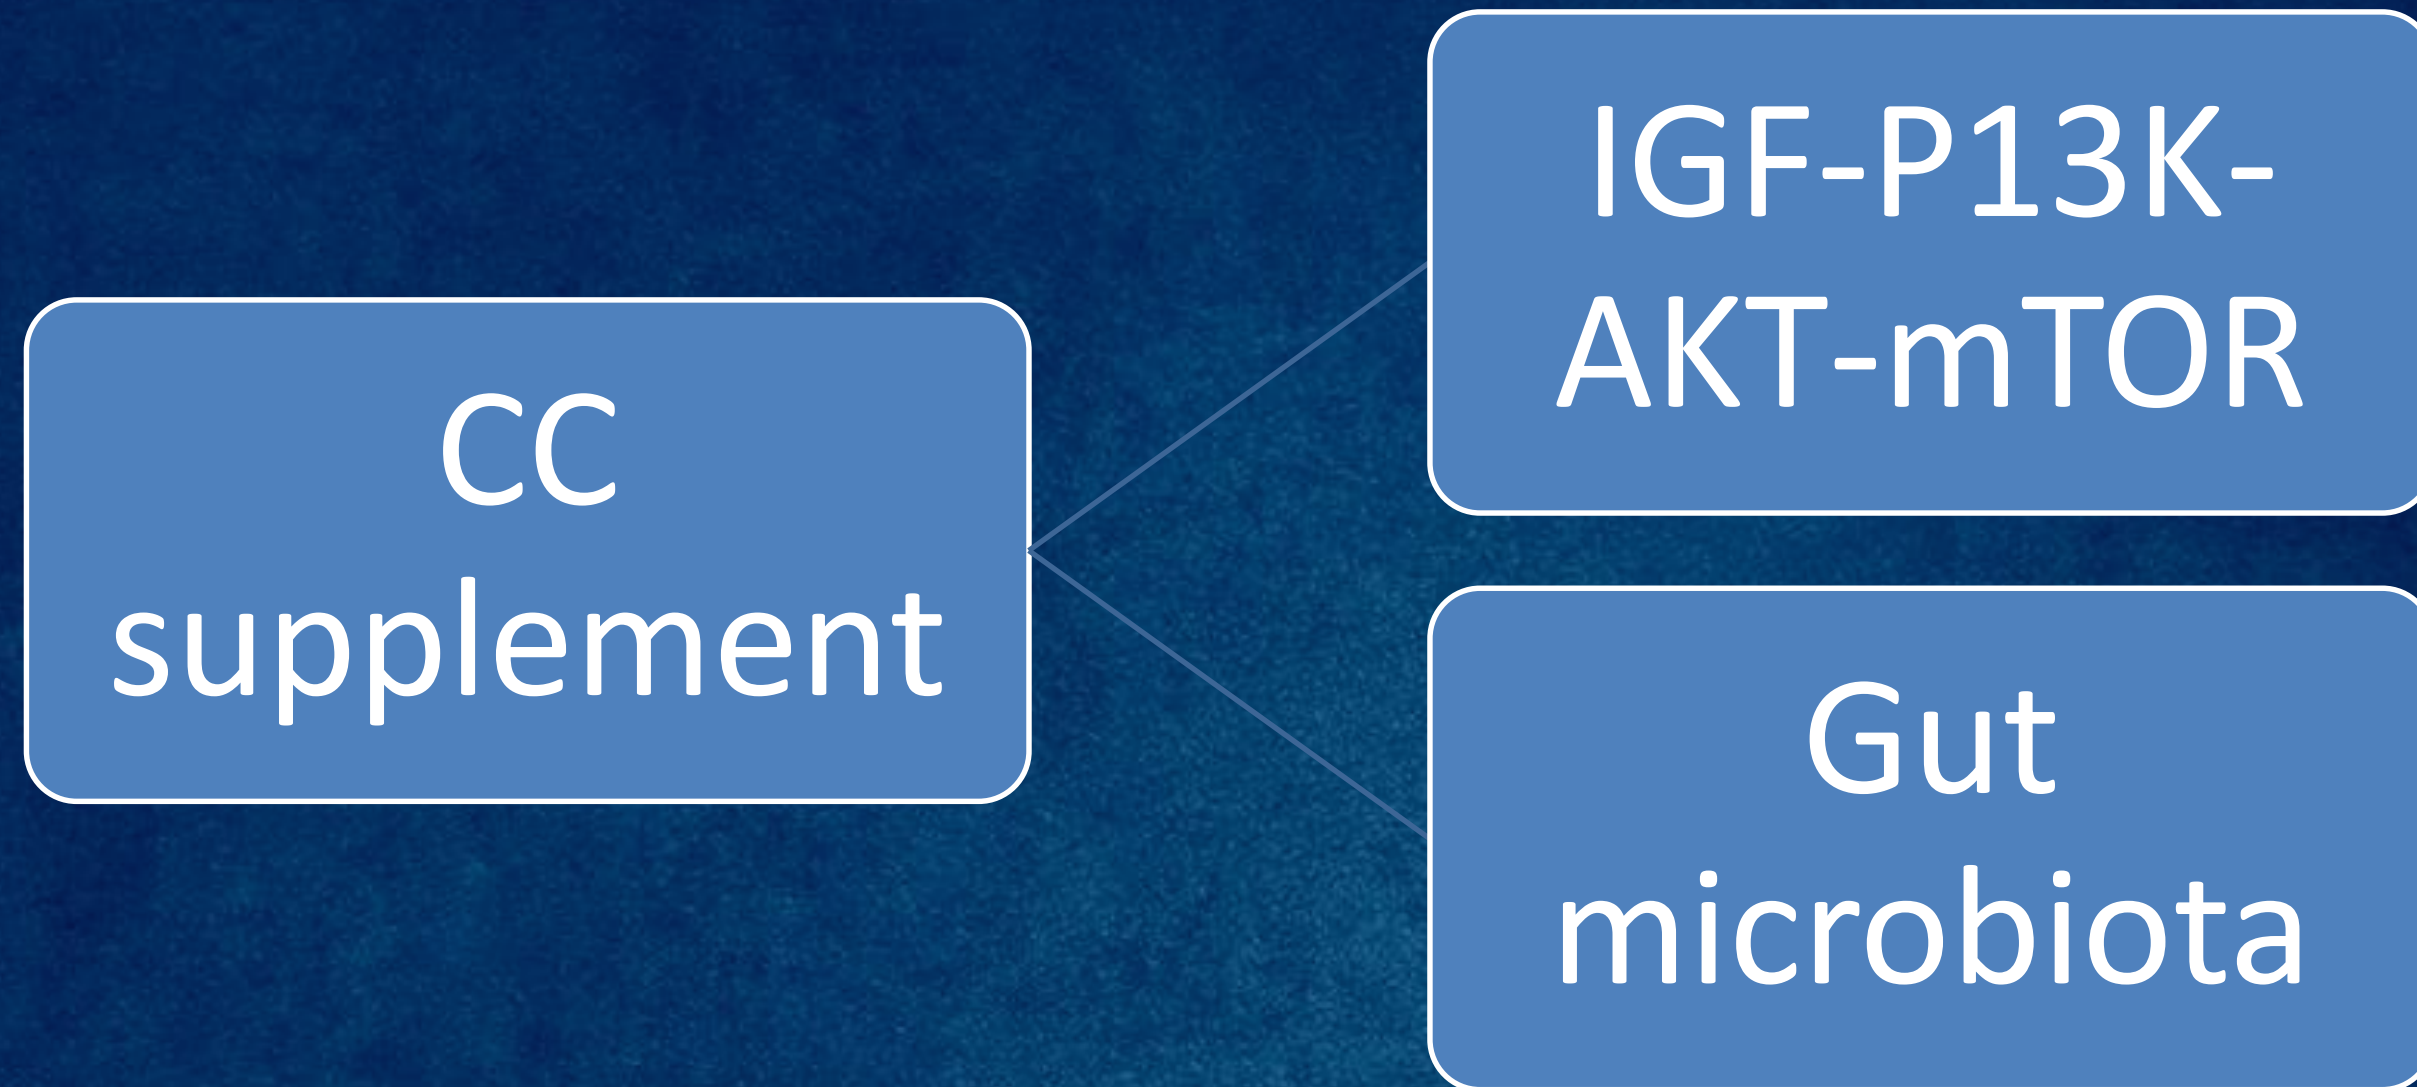 CC
supplement
IGF-P13K-
AKT-mTOR
Gut
microbiota